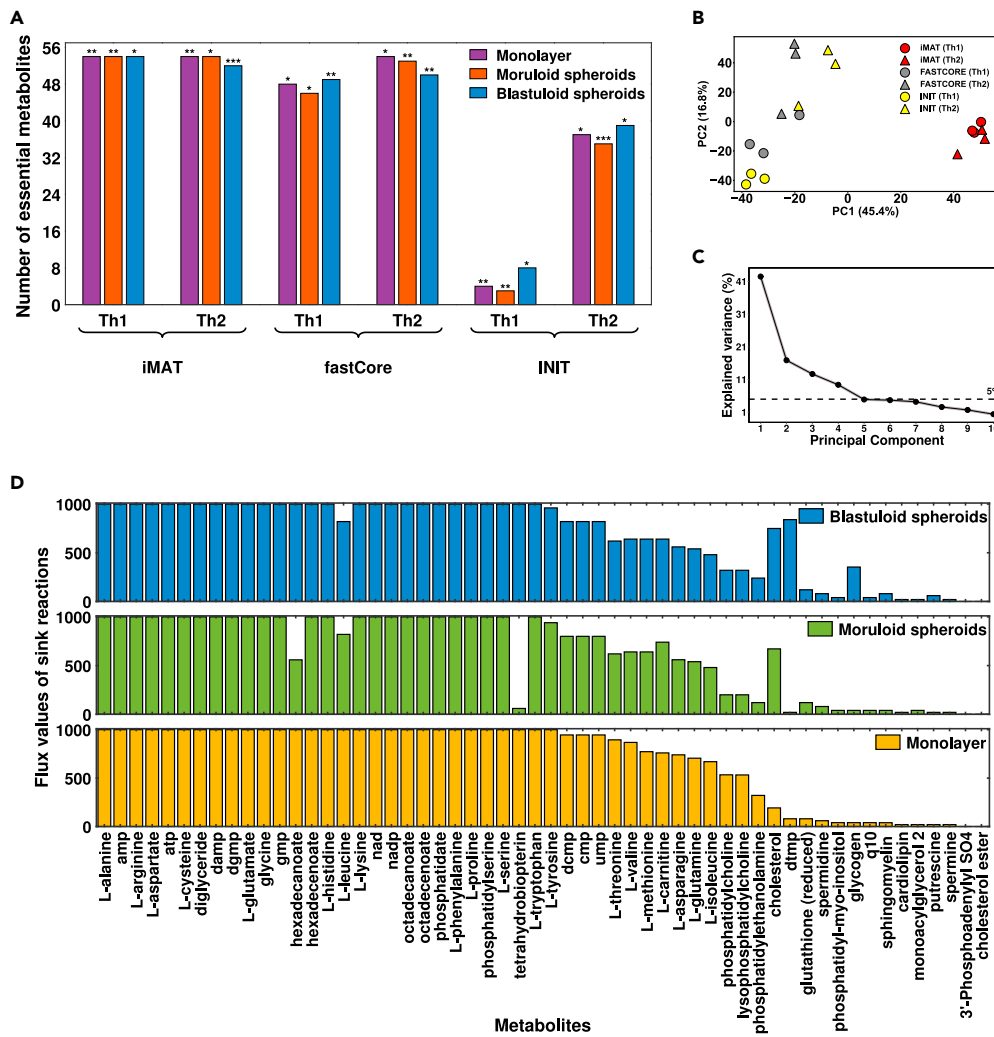 A
Number of essential metabolites
56
48
40
32
24
16
8
0
** ** * ** * *** * * ** * ** ** ** ** * * *** *
Monolayer
Moruloid spheroids
Blastuloid spheroids
Th1 Th2 Th1 Th2 Th1 Th2
iMAT fastCore INIT
B
PC2 (16.8%)
40
20
0
−20
−40
−40 −20 0 20 40
PC1 (45.4%)
iMAT (Th1)
iMAT (Th2)
FASTCORE (Th1)
FASTCORE (Th2)
INIT (Th1)
INIT (Th2)
C
Explained variance (%)
41
31
21
11
1
5
1 2 3 4 5 6 7 8 9 1
Principal Component
D
Flux values of sink reactions
1000
500
0
Blastuloid spheroids
1000
500
0
Moruloid spheroids
1000
500
0
Monolayer
L-alanine
amp
L-arginine
L-aspartate
atp
L-cysteine
diglyceride
damp
dgmp
L-glutamate
glycine
gmp
hexadecanoate
hexadecenoate
L-histidine
L-leucine
L-lysine
nad
nadp
octadecanoate
octadecenoate
phosphatidate
L-phenylalanine
L-proline
phosphatidylserine
L-serine
tetrahydrobiopterin
L-tryptophan
L-tyrosine
dcmp
cmp
ump
L-threonine
L-valine
L-methionine
L-carnitine
L-asparagine
L-glutamine
L-isoleucine
phosphatidylcholine
lysophosphatidylcholine
phosphatidylethanolamine
cholesterol
dtmp
glutathione (reduced)
spermidine
phosphatidyl-myo-inositol
glycogen
q10
sphingomyelin
cardiolipin
monoacylglycerol 2
putrescine
spermine
3'-Phosphoadenylyl SO4
cholesterol ester
Metabolites